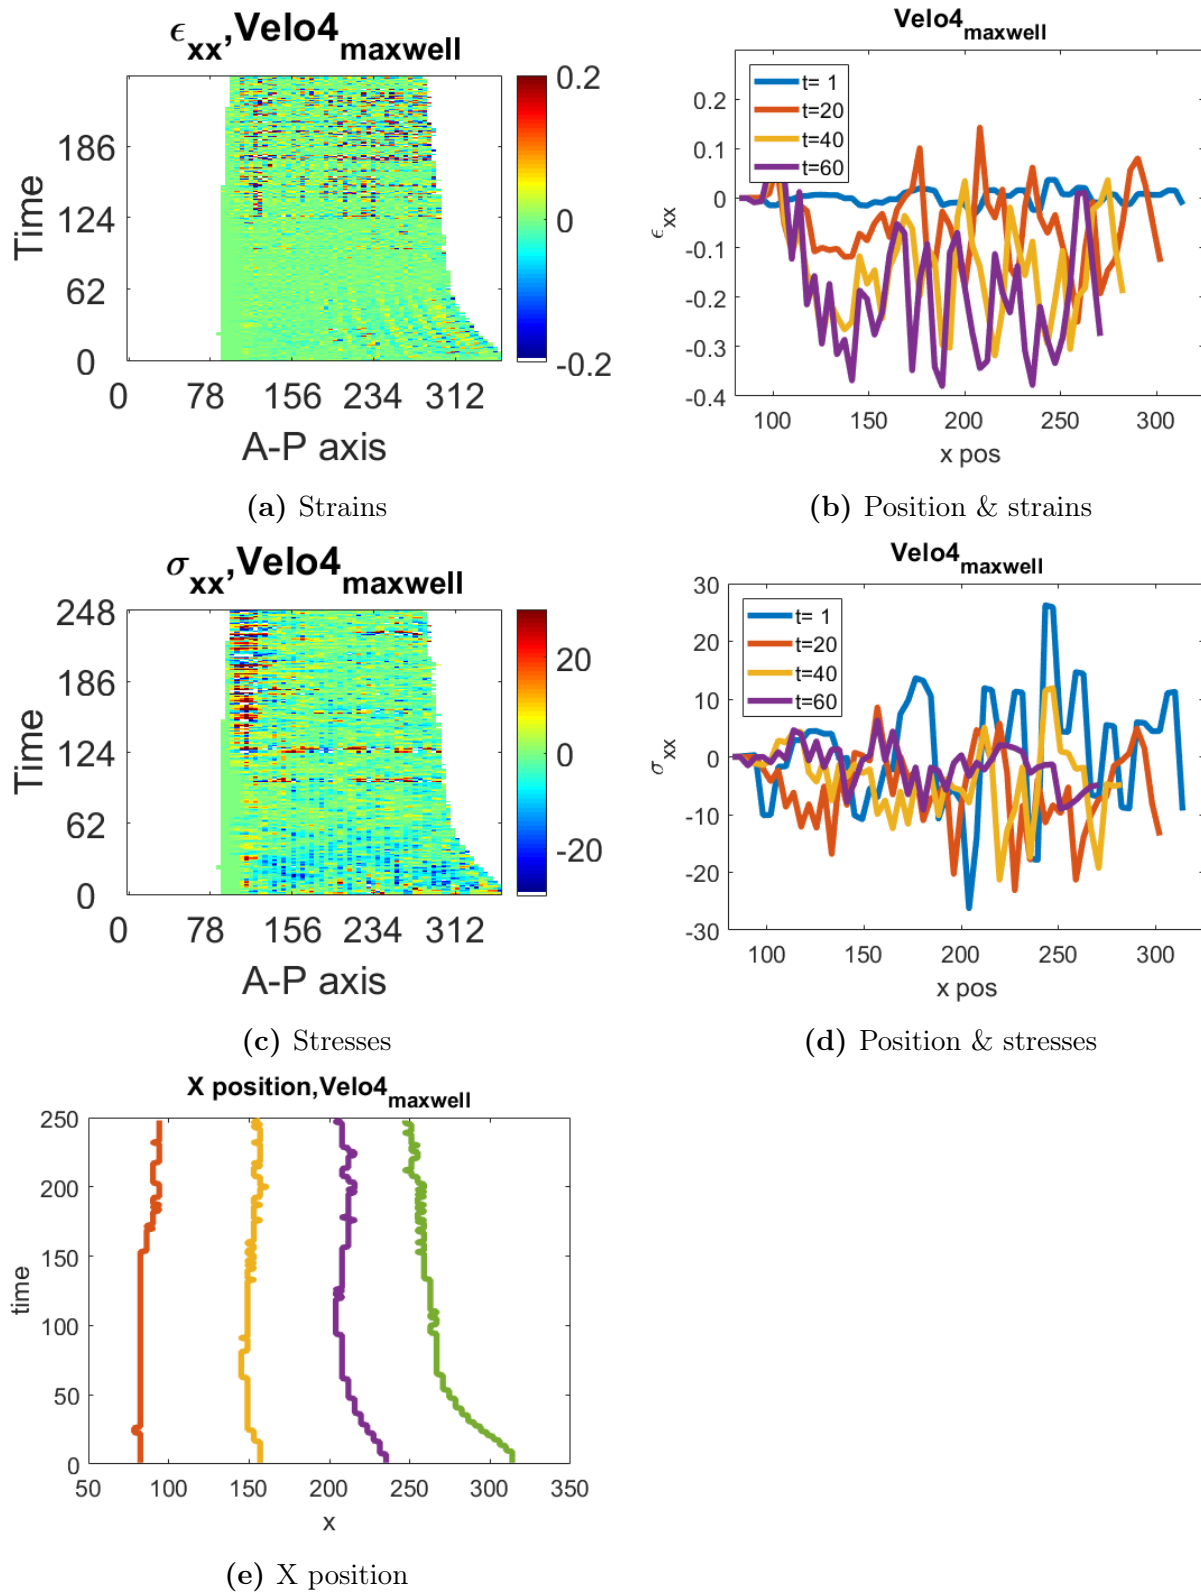 ϵxx,Velo4maxwell
0.2
0
-0.2
186
124
62
0
Time
0 78 156 234 312
A-P axis
(a) Strains
Velo4maxwell
t= 1
t=20
t=40
t=60
0.2
0.1
0
-0.1
-0.2
-0.3
-0.4
ϵxx
100 150 200 250 300
x pos
(b) Position & strains
σxx,Velo4maxwell
248
186
124
62
0
Time
20
0
-20
0 78 156 234 312
A-P axis
(c) Stresses
Velo4maxwell
t= 1
t=20
t=40
t=60
30
20
10
0
-10
-20
-30
σxx
100 150 200 250 300
x pos
(d) Position & stresses
X position,Velo4maxwell
250
200
150
100
50
0
time
50 100 150 200 250 300 350
x
(e) X position